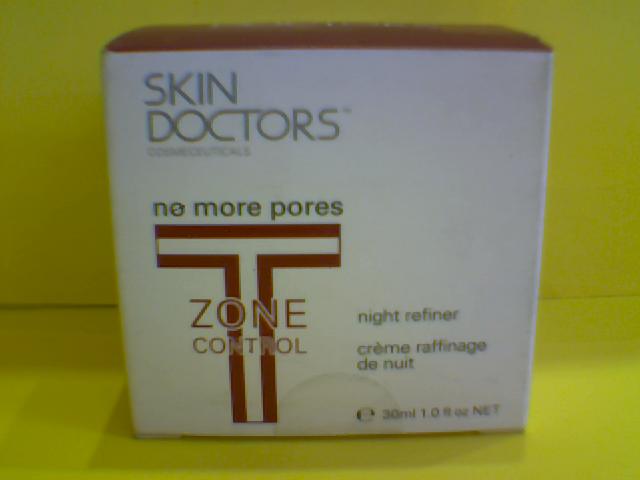 SKIN
DOCTORS™
COSMECEUTICALS
nø more pores
T
ZONE
CONTROL
night refiner
crème raffinage
de nuit
℮ 30ml 1.0 fl oz NET